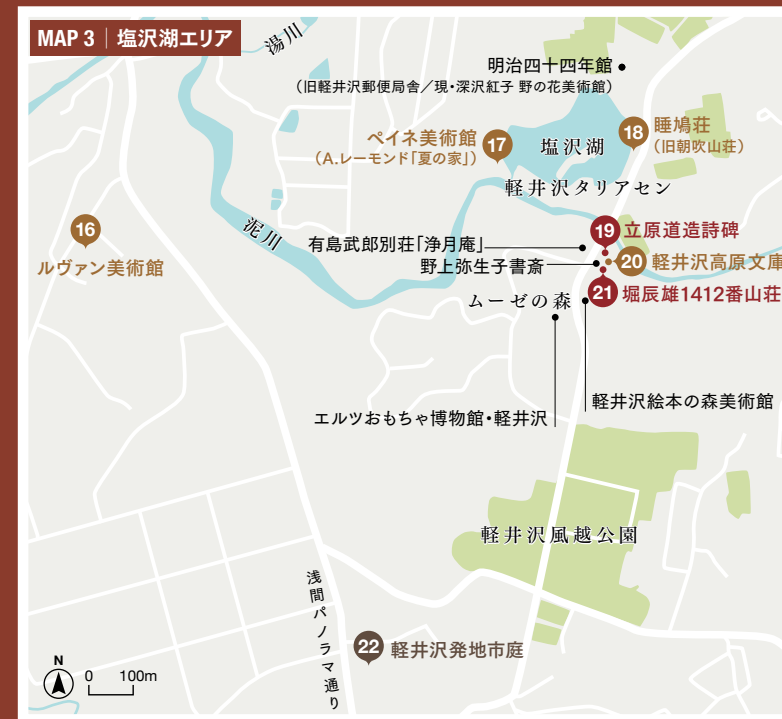 MAP 3｜塩沢湖エリア
湯川
明治四十四年館
（旧軽井沢郵便局舎／現・深沢紅子 野の花美術館）
ペイネ美術館
（A.レーモンド「夏の家」）
17
塩沢湖
18
睡鳩荘
（旧朝吹山荘）
軽井沢タリアセン
16
ルヴァン美術館
泥川
有島武郎別荘「浄月庵」
野上弥生子書斎
19 立原道造詩碑
20 軽井沢高原文庫
21 堀辰雄1412番山荘
ムーゼの森
エルツおもちゃ博物館・軽井沢
軽井沢絵本の森美術館
軽井沢風越公園
浅間パノラマ通り
22 軽井沢発地市庭
N
0 100m